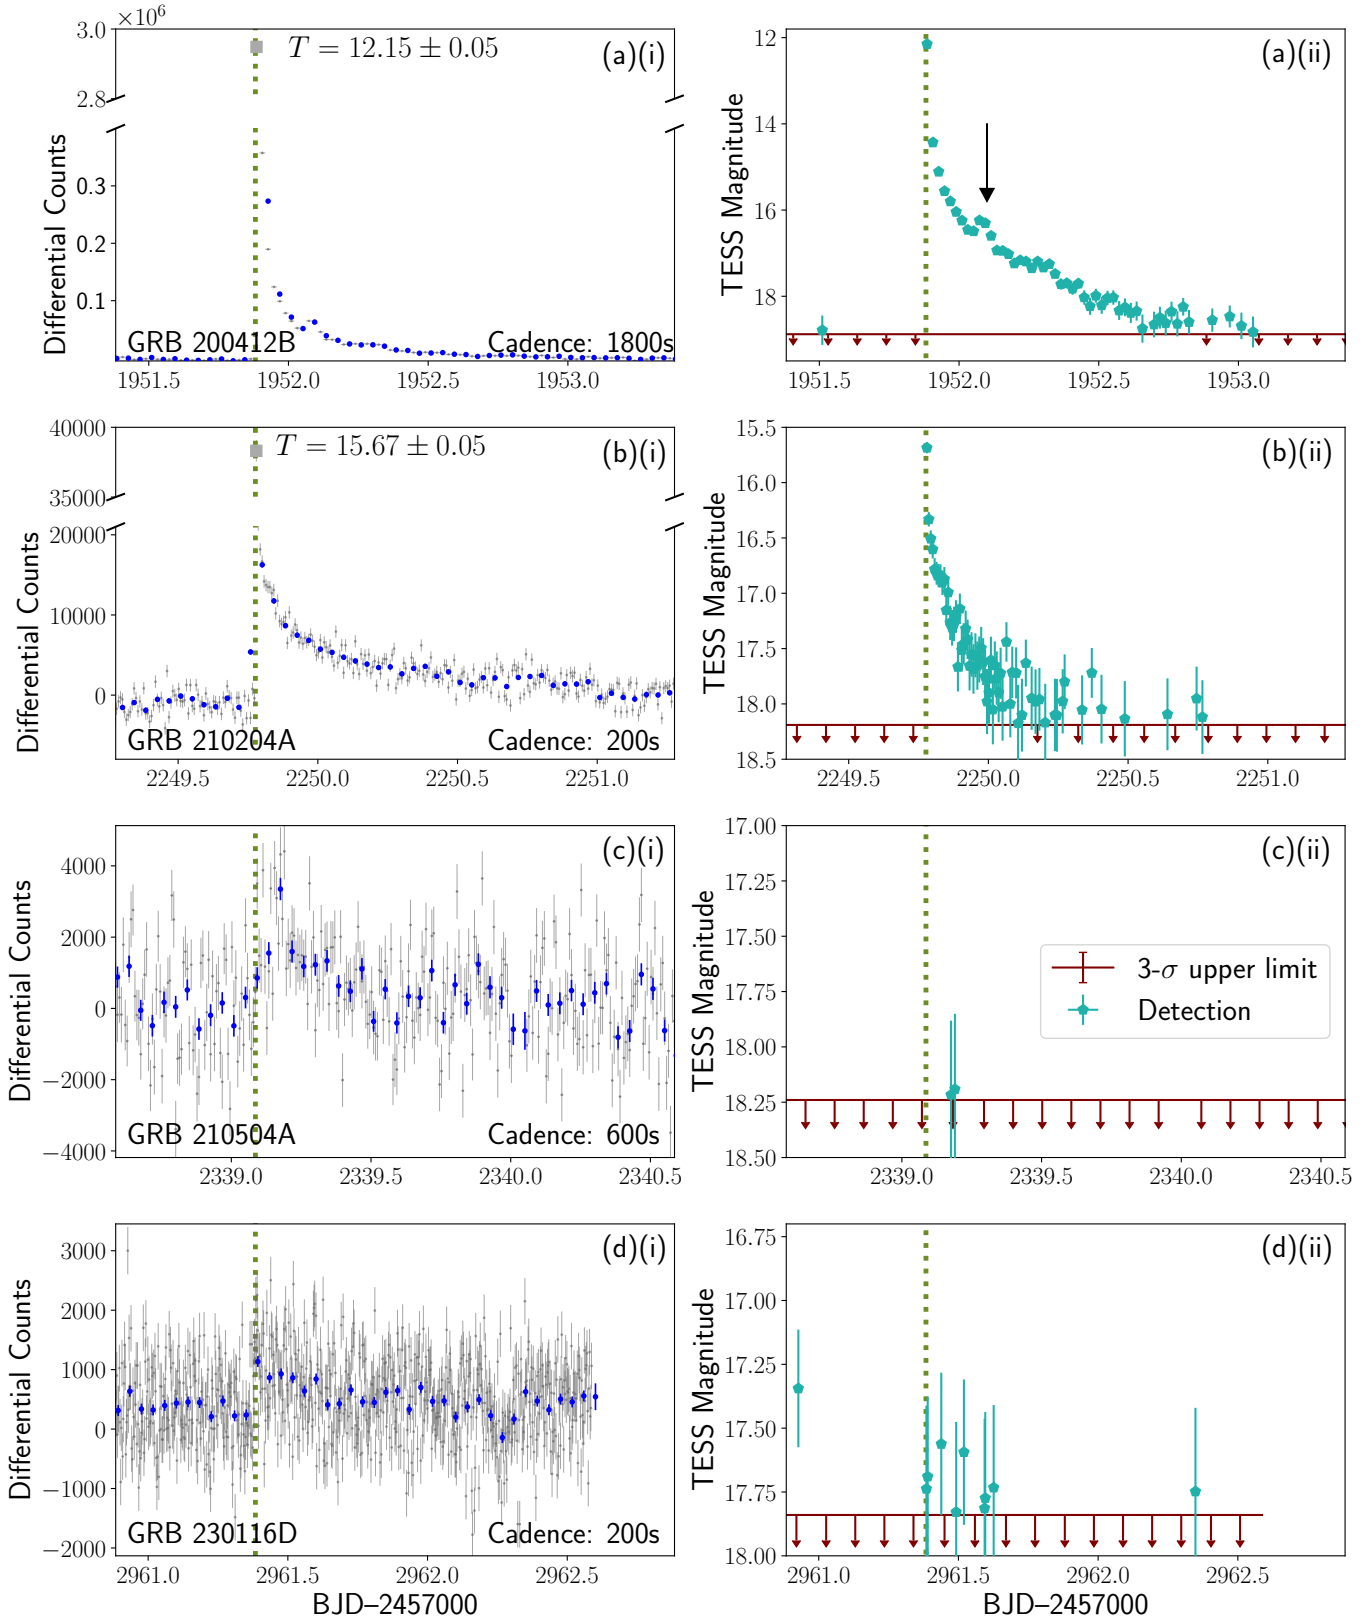 ×10⁶
3.0
2.8
0.3
0.2
0.1
Differential Counts
T = 12.15 ± 0.05
(a)(i)
GRB 200412B
Cadence: 1800s
1951.5 1952.0 1952.5 1953.0
12
14
16
18
TESS Magnitude
(a)(ii)
1951.5 1952.0 1952.5 1953.0
40000
35000
20000
10000
0
Differential Counts
T = 15.67 ± 0.05
(b)(i)
GRB 210204A
Cadence: 200s
2249.5 2250.0 2250.5 2251.0
15.5
16.0
16.5
17.0
17.5
18.0
18.5
TESS Magnitude
(b)(ii)
2249.5 2250.0 2250.5 2251.0
4000
2000
0
−2000
−4000
Differential Counts
(c)(i)
GRB 210504A
Cadence: 600s
2339.0 2339.5 2340.0 2340.5
17.00
17.25
17.50
17.75
18.00
18.25
18.50
TESS Magnitude
(c)(ii)
3-σ upper limit
Detection
2339.0 2339.5 2340.0 2340.5
3000
2000
1000
0
−1000
−2000
Differential Counts
(d)(i)
GRB 230116D
Cadence: 200s
2961.0 2961.5 2962.0 2962.5
BJD–2457000
16.75
17.00
17.25
17.50
17.75
18.00
TESS Magnitude
(d)(ii)
2961.0 2961.5 2962.0 2962.5
BJD–2457000